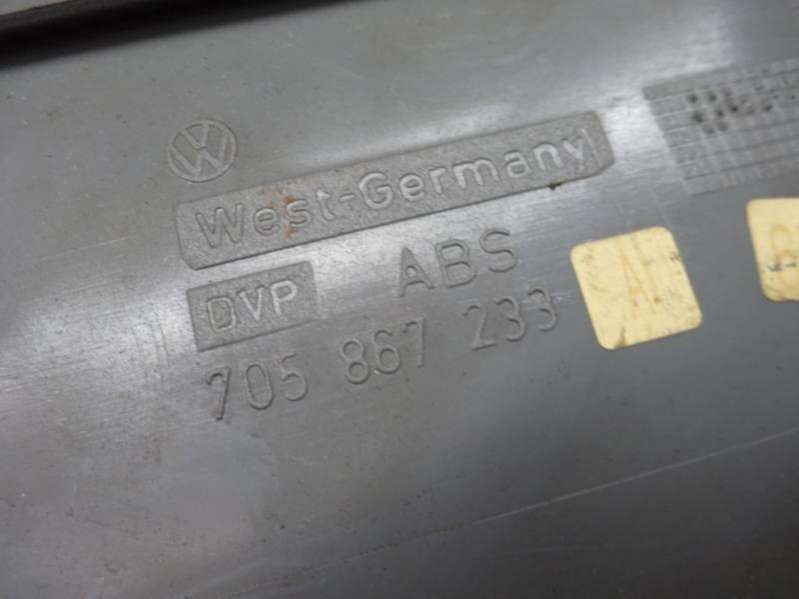 West-Germany
DVP ABS
705 867 233